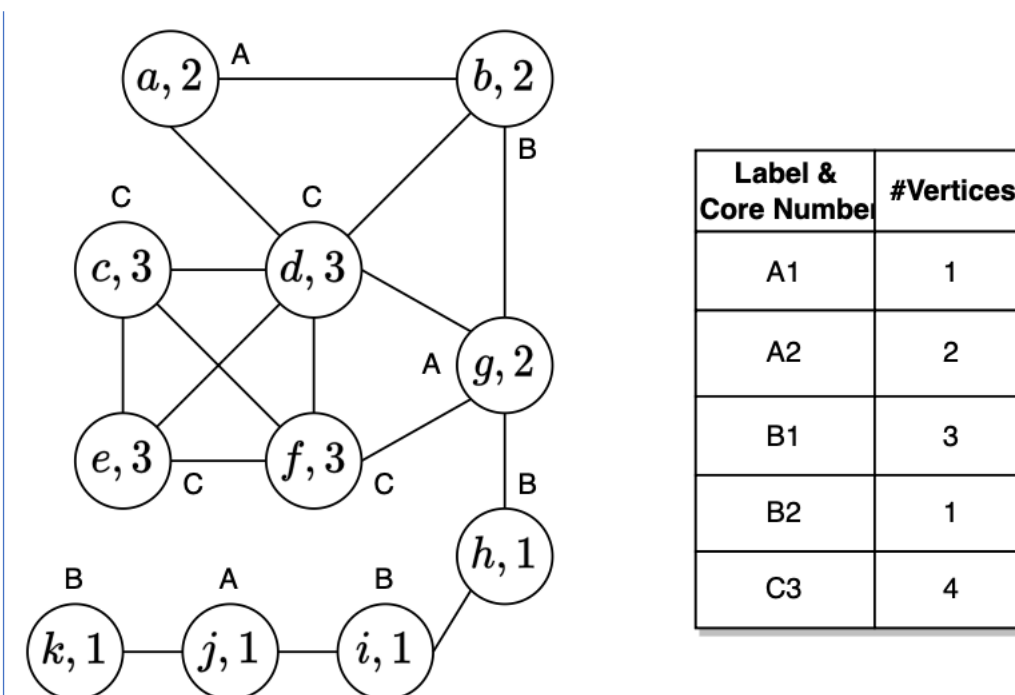 a, 2
A
b, 2
B
C
C
c, 3
d, 3
A
g, 2
e, 3
C
f, 3
C
B
h, 1
B
A
B
k, 1
j, 1
i, 1
Label &
Core Number
#Vertices
A1
1
A2
2
B1
3
B2
1
C3
4